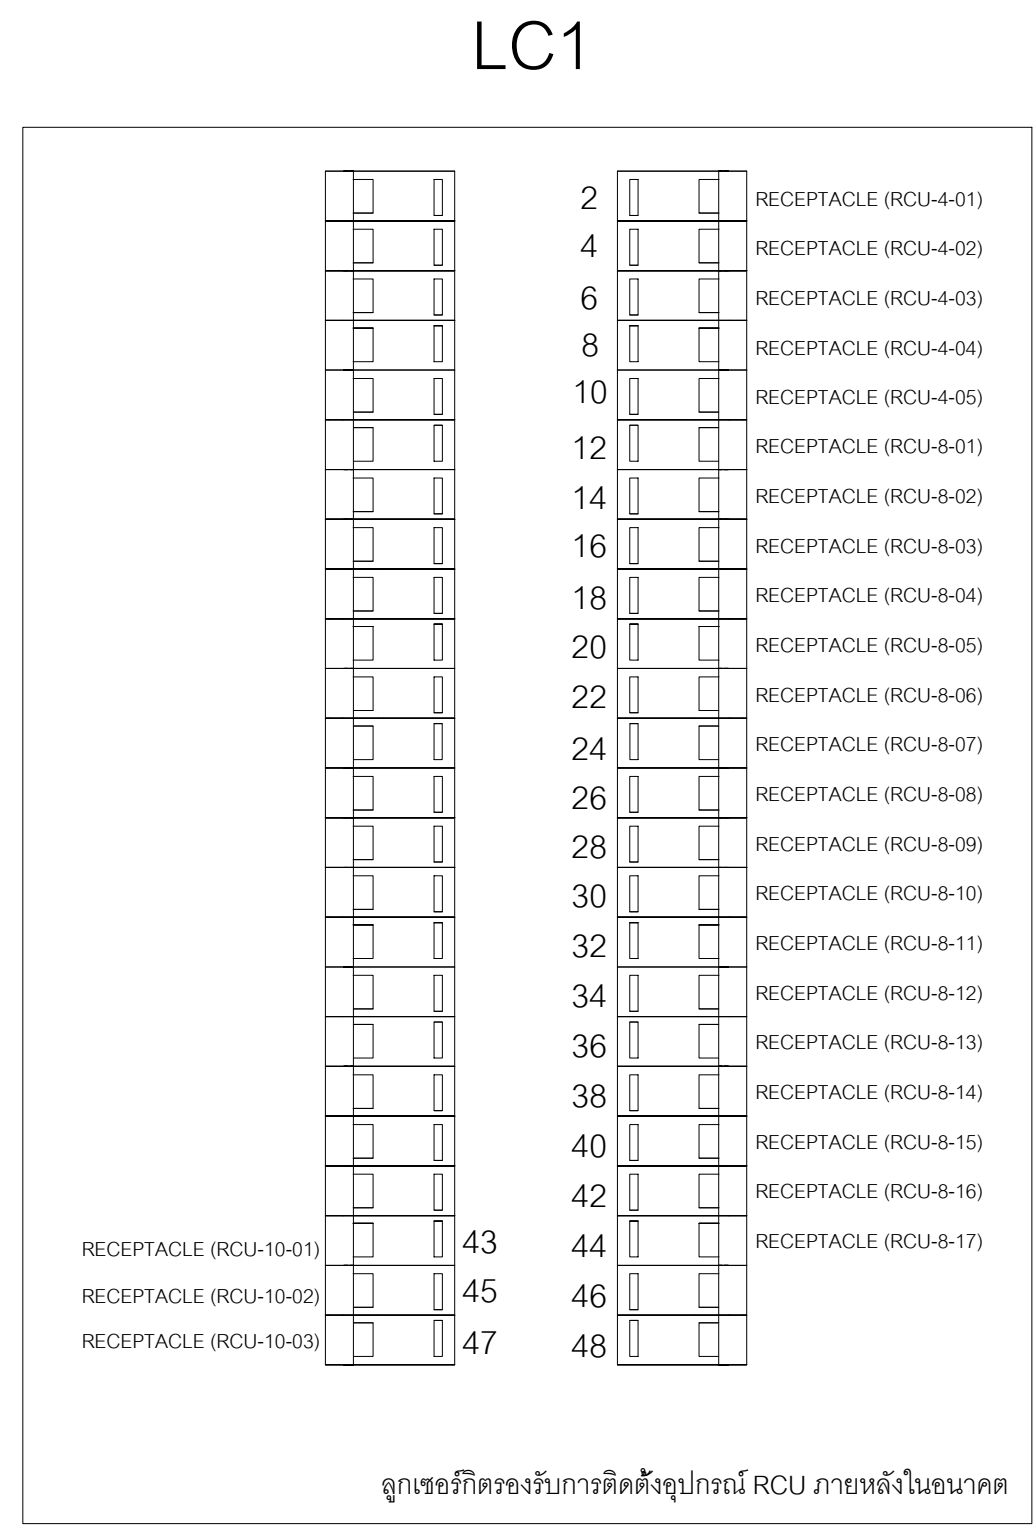 LC1
2 RECEPTACLE (RCU-4-01)
4 RECEPTACLE (RCU-4-02)
6 RECEPTACLE (RCU-4-03)
8 RECEPTACLE (RCU-4-04)
10 RECEPTACLE (RCU-4-05)
12 RECEPTACLE (RCU-8-01)
14 RECEPTACLE (RCU-8-02)
16 RECEPTACLE (RCU-8-03)
18 RECEPTACLE (RCU-8-04)
20 RECEPTACLE (RCU-8-05)
22 RECEPTACLE (RCU-8-06)
24 RECEPTACLE (RCU-8-07)
26 RECEPTACLE (RCU-8-08)
28 RECEPTACLE (RCU-8-09)
30 RECEPTACLE (RCU-8-10)
32 RECEPTACLE (RCU-8-11)
34 RECEPTACLE (RCU-8-12)
36 RECEPTACLE (RCU-8-13)
38 RECEPTACLE (RCU-8-14)
40 RECEPTACLE (RCU-8-15)
42 RECEPTACLE (RCU-8-16)
RECEPTACLE (RCU-10-01) 43 44 RECEPTACLE (RCU-8-17)
RECEPTACLE (RCU-10-02) 45 46
RECEPTACLE (RCU-10-03) 47 48
ลูกเซอร์กิตรองรับการติดตั้งอุปกรณ์ RCU ภายหลังในอนาคต